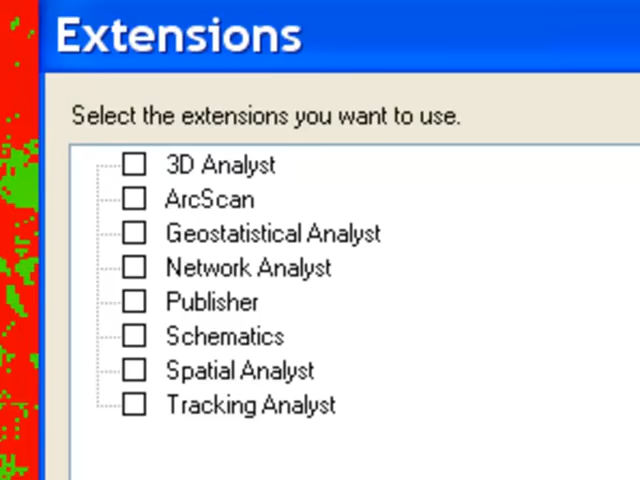 Extensions
Select the extensions you want to use.
3D Analyst
ArcScan
Geostatistical Analyst
Network Analyst
Publisher
Schematics
Spatial Analyst
Tracking Analyst